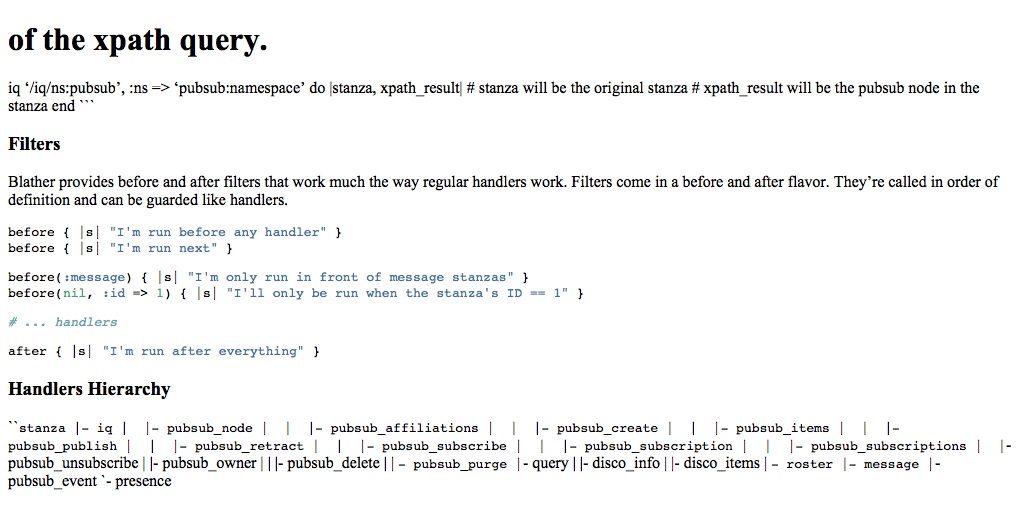 of the xpath query.
iq ‘/iq/ns:pubsub’, :ns => ‘pubsub:namespace’ do |stanza, xpath_result| # stanza will be the original stanza # xpath_result will be the pubsub node in the
stanza end ```
Filters
Blather provides before and after filters that work much the way regular handlers work. Filters come in a before and after flavor. They’re called in order of
definition and can be guarded like handlers.
before { |s| "I'm run before any handler" }
before { |s| "I'm run next" }
before(:message) { |s| "I'm only run in front of message stanzas" }
before(nil, :id => 1) { |s| "I'll only be run when the stanza's ID == 1" }
# ... handlers
after { |s| "I'm run after everything" }
Handlers Hierarchy
``stanza |- iq | |- pubsub_node | | |- pubsub_affiliations | | |- pubsub_create | | |- pubsub_items | | |-
pubsub_publish | | |- pubsub_retract | | |- pubsub_subscribe | | |- pubsub_subscription | | |- pubsub_subscriptions | |-
pubsub_unsubscribe | |- pubsub_owner | | |- pubsub_delete | | - pubsub_purge |- query | |- disco_info | |- disco_items | - roster |- message |-
pubsub_event `- presence